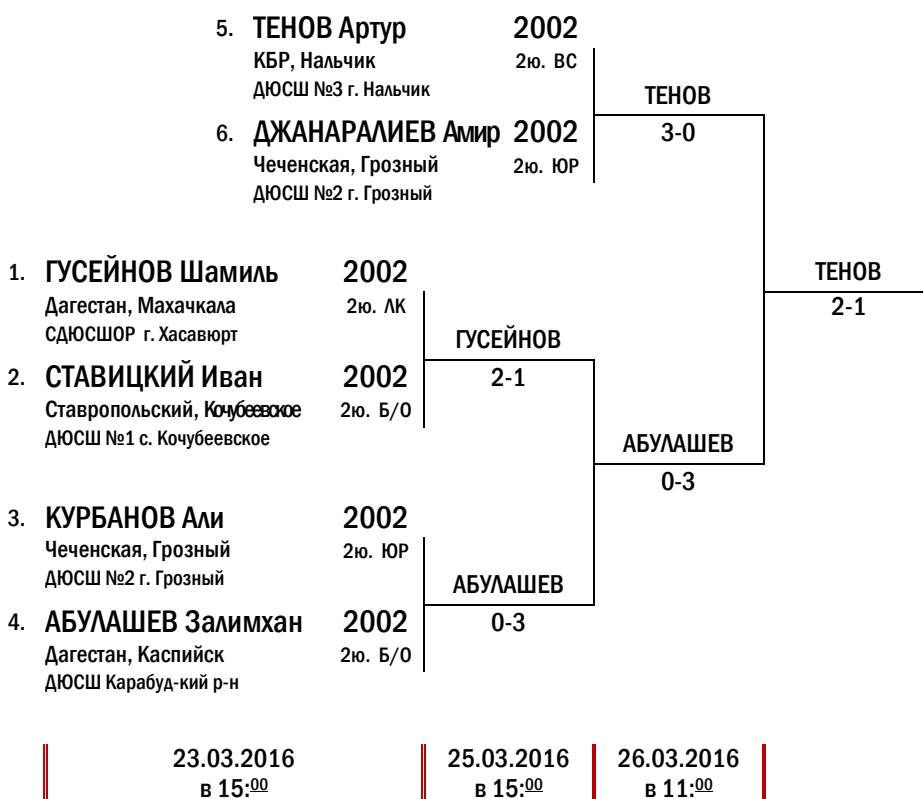 5. ТЕНОВ Артур 2002
КБР, Нальчик 2ю. ВС
ДЮСШ №3 г. Нальчик
ТЕНОВ
3-0
6. ДЖАНАРАЛИЕВ Амир 2002
Чеченская, Грозный 2ю. ЮР
ДЮСШ №2 г. Грозный
1. ГУСЕЙНОВ Шамиль 2002
Дагестан, Махачкала 2ю. ЛК
СДЮСШОР г. Хасавюрт
ТЕНОВ
2-1
ГУСЕЙНОВ
2-1
2. СТАВИЦКИЙ Иван 2002
Ставропольский, Кочубеевское 2ю. Б/О
ДЮСШ №1 с. Кочубеевское
АБУЛАШЕВ
0-3
3. КУРБАНОВ Али 2002
Чеченская, Грозный 2ю. ЮР
ДЮСШ №2 г. Грозный
АБУЛАШЕВ
0-3
4. АБУЛАШЕВ Залимхан 2002
Дагестан, Каспийск 2ю. Б/О
ДЮСШ Карабуд-кий р-н
23.03.2016
в 15:00
25.03.2016
в 15:00
26.03.2016
в 11:00